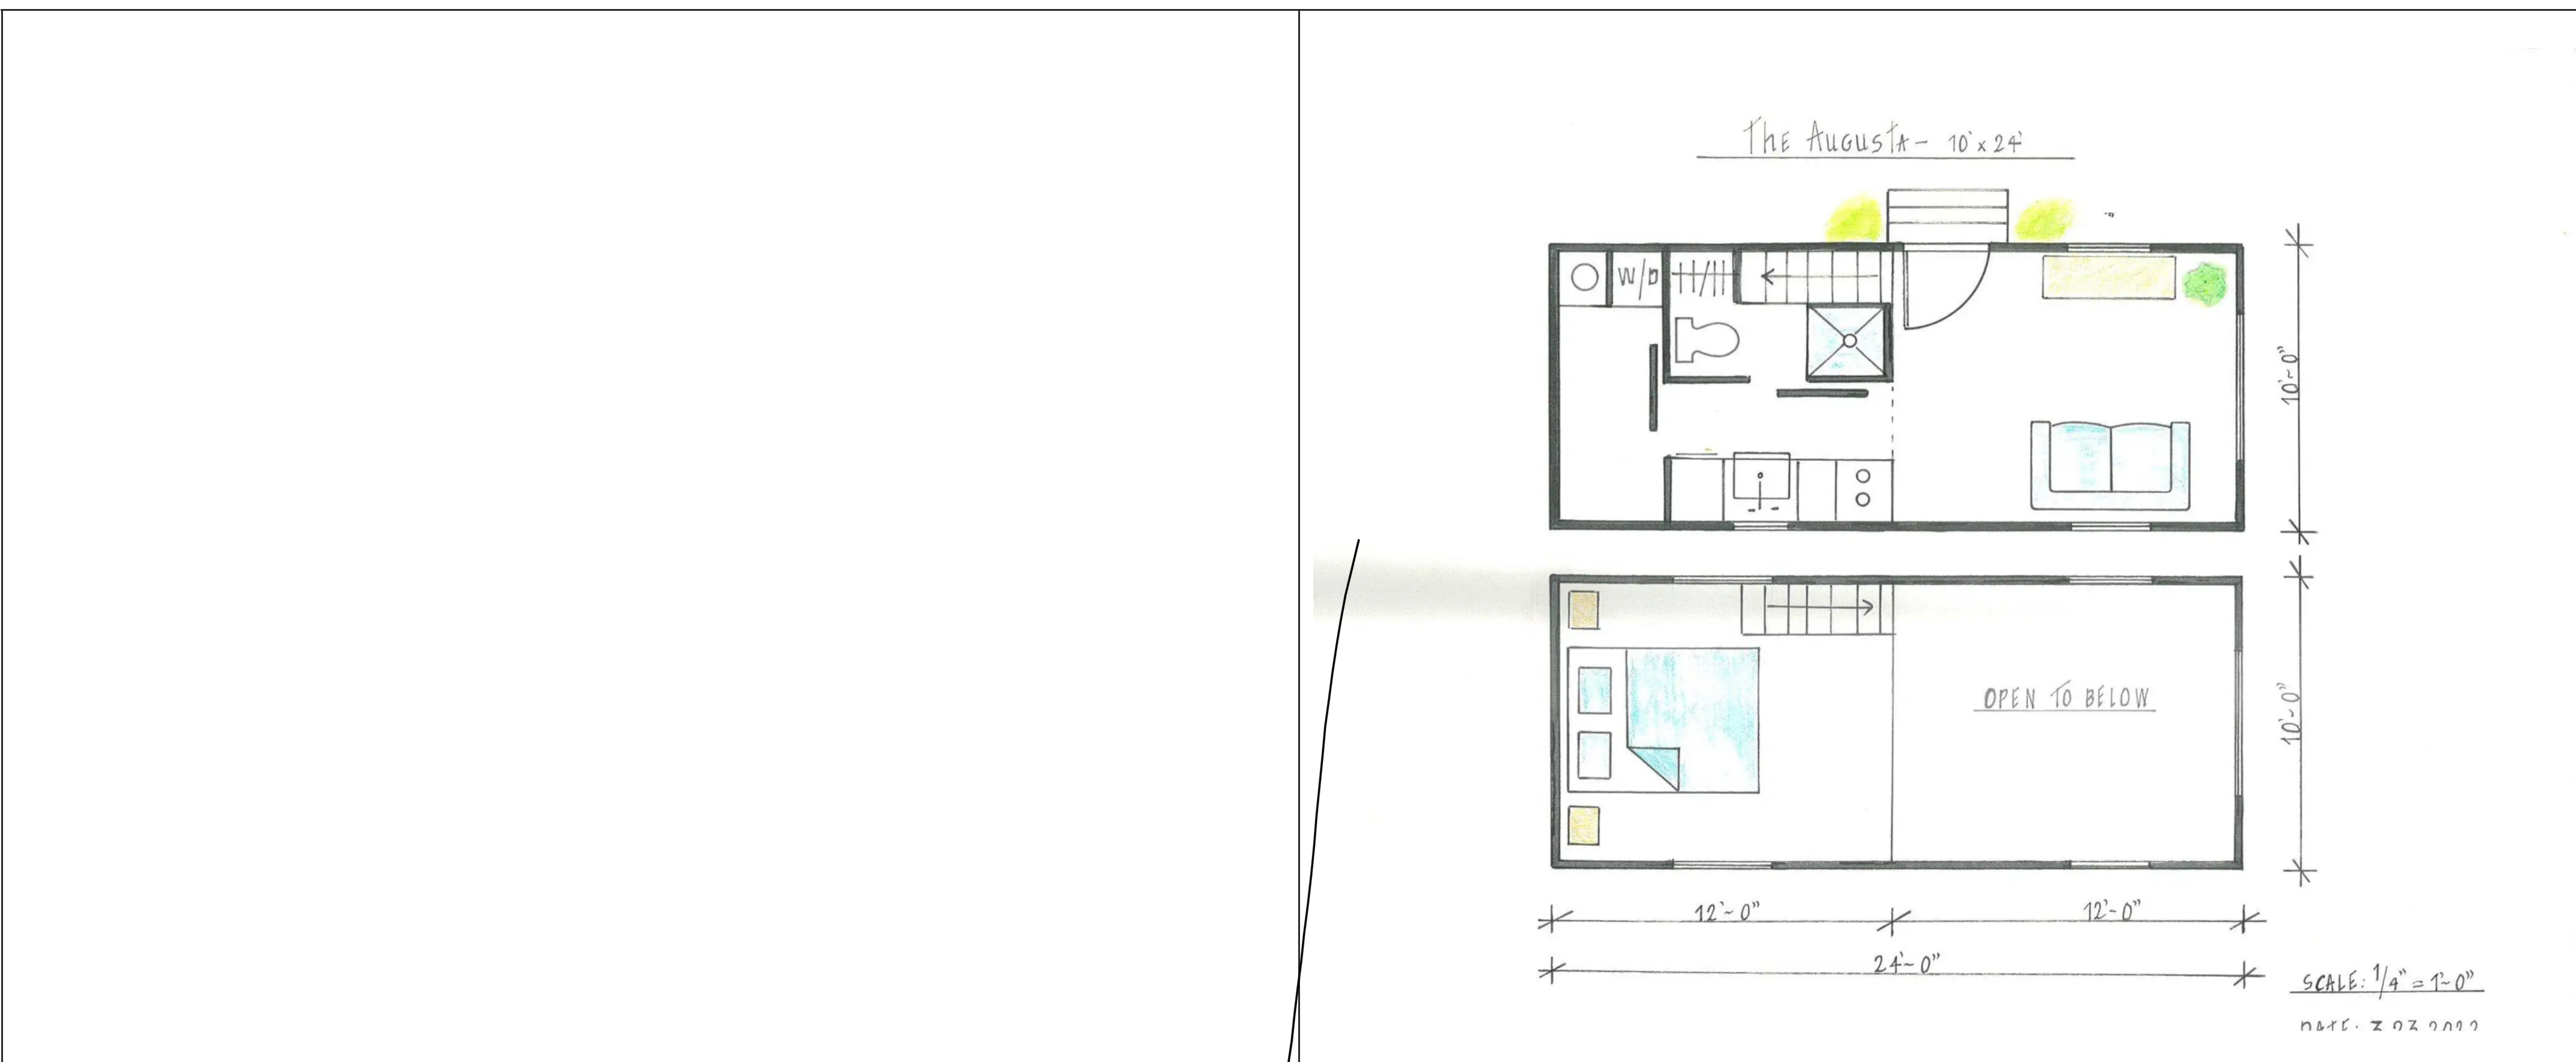 The Augusta - 10' x 24'
W/D
10'-0"
OPEN TO BELOW
10'-0"
12'-0"
12'-0"
24'-0"
SCALE: 1/4" = 1'-0"